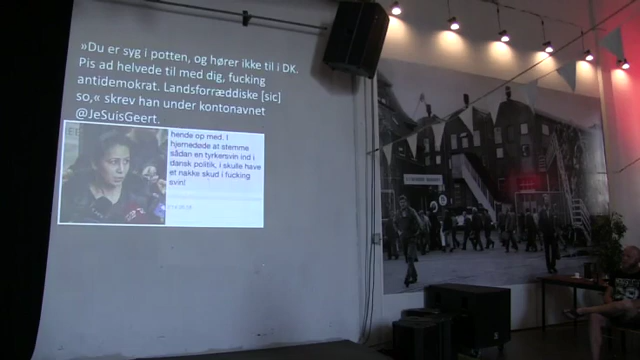 »Du er syg i potten, og hører ikke til i DK.
Pis ad helvede til med dig, fucking
antidemokrat. Landsforræddiske [sic]
so,« skrev han under kontonavnet
@JeSuisGeert.
hende op med. I
hjernedøde at stemme
sådan en tyrkersvin ind i
dansk politik, i skulle have
et nakke skud i fucking
svin!